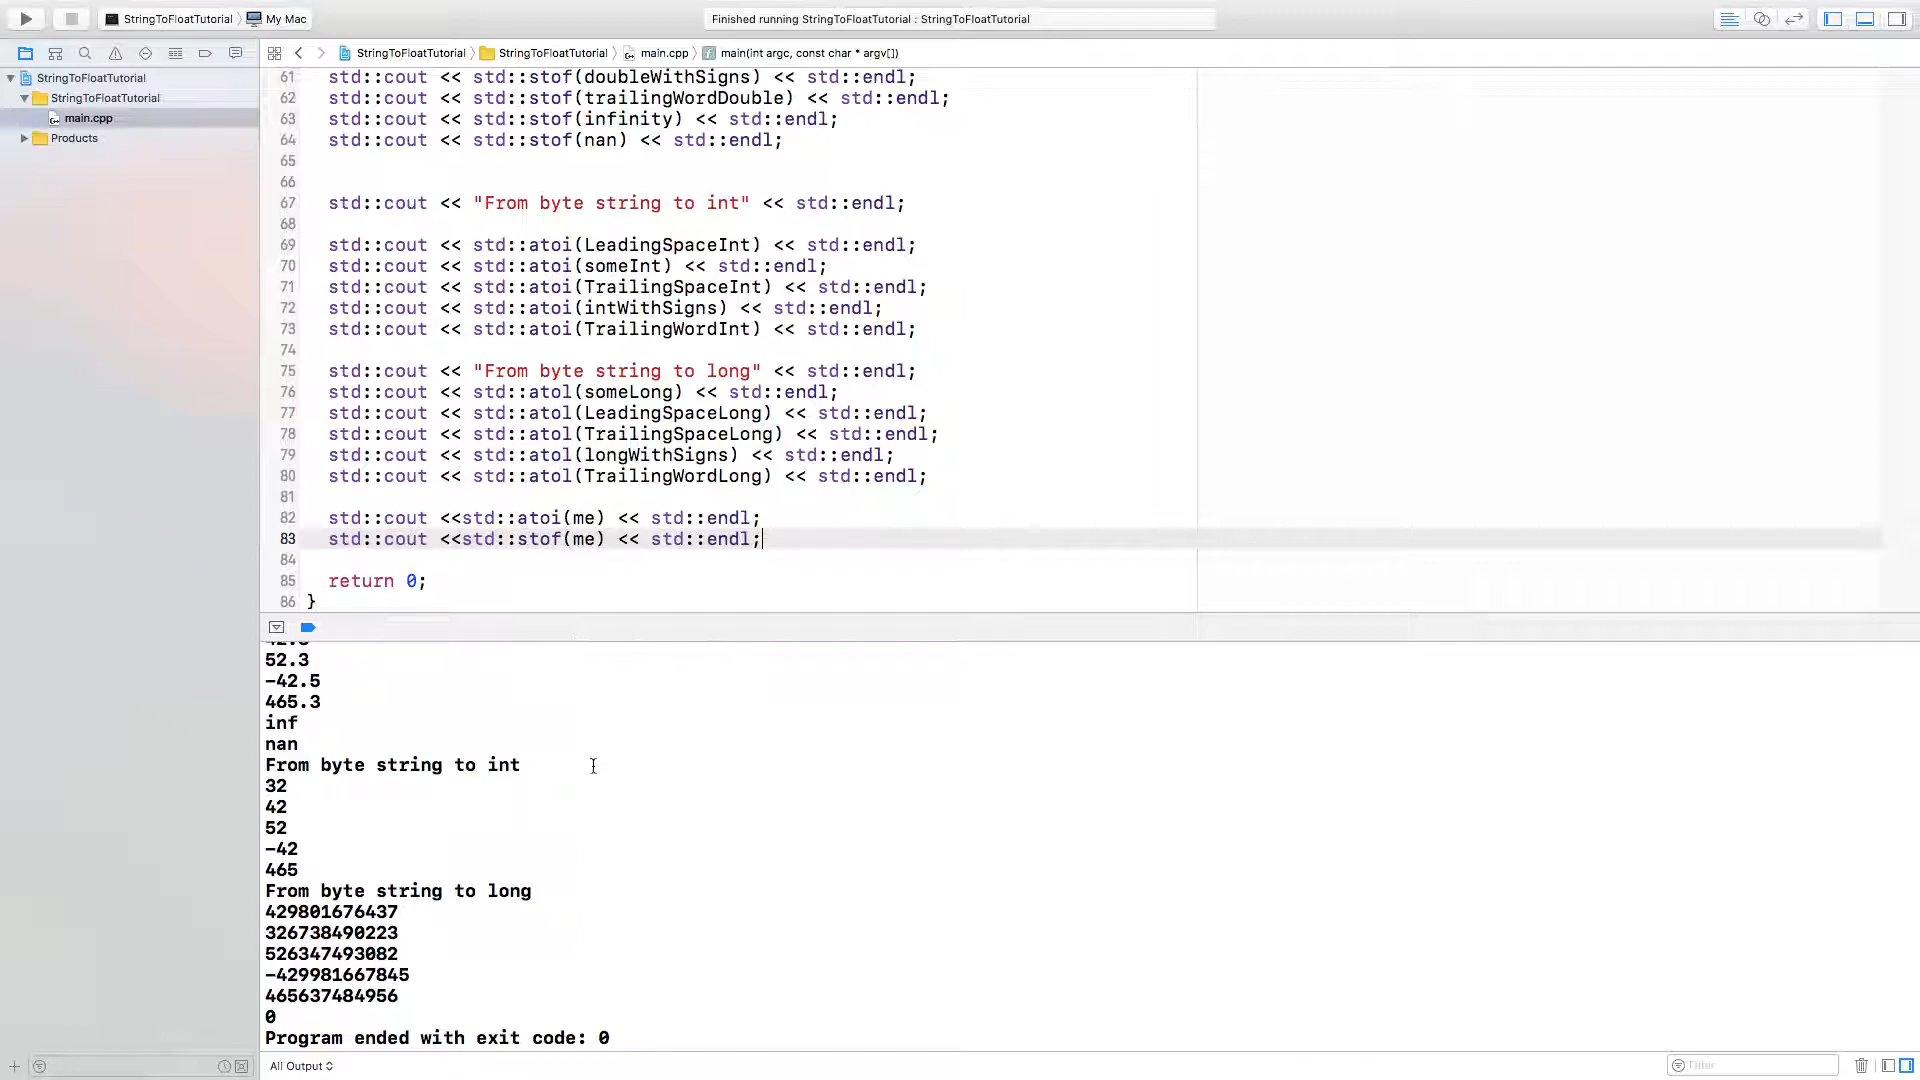 StringToFloatTutorial 〉 My Mac
Finished running StringToFloatTutorial : StringToFloatTutorial
StringToFloatTutorial 〉 StringToFloatTutorial 〉 main.cpp 〉 main(int argc, const char * argv[])
StringToFloatTutorial
StringToFloatTutorial
main.cpp
Products
61 std::cout << std::stof(doubleWithSigns) << std::endl;
62 std::cout << std::stof(trailingWordDouble) << std::endl;
63 std::cout << std::stof(infinity) << std::endl;
64 std::cout << std::stof(nan) << std::endl;
65
66
67 std::cout << "From byte string to int" << std::endl;
68
69 std::cout << std::atoi(LeadingSpaceInt) << std::endl;
70 std::cout << std::atoi(someInt) << std::endl;
71 std::cout << std::atoi(TrailingSpaceInt) << std::endl;
72 std::cout << std::atoi(intWithSigns) << std::endl;
73 std::cout << std::atoi(TrailingWordInt) << std::endl;
74
75 std::cout << "From byte string to long" << std::endl;
76 std::cout << std::atol(someLong) << std::endl;
77 std::cout << std::atol(LeadingSpaceLong) << std::endl;
78 std::cout << std::atol(TrailingSpaceLong) << std::endl;
79 std::cout << std::atol(longWithSigns) << std::endl;
80 std::cout << std::atol(TrailingWordLong) << std::endl;
81
82 std::cout <<std::atoi(me) << std::endl;
83 std::cout <<std::stof(me) << std::endl;
84
85 return 0;
86 }
52.3
-42.5
465.3
inf
nan
From byte string to int
32
42
52
-42
465
From byte string to long
429801676437
326738490223
526347493082
-429981667845
465637484956
0
Program ended with exit code: 0
All Output
Filter